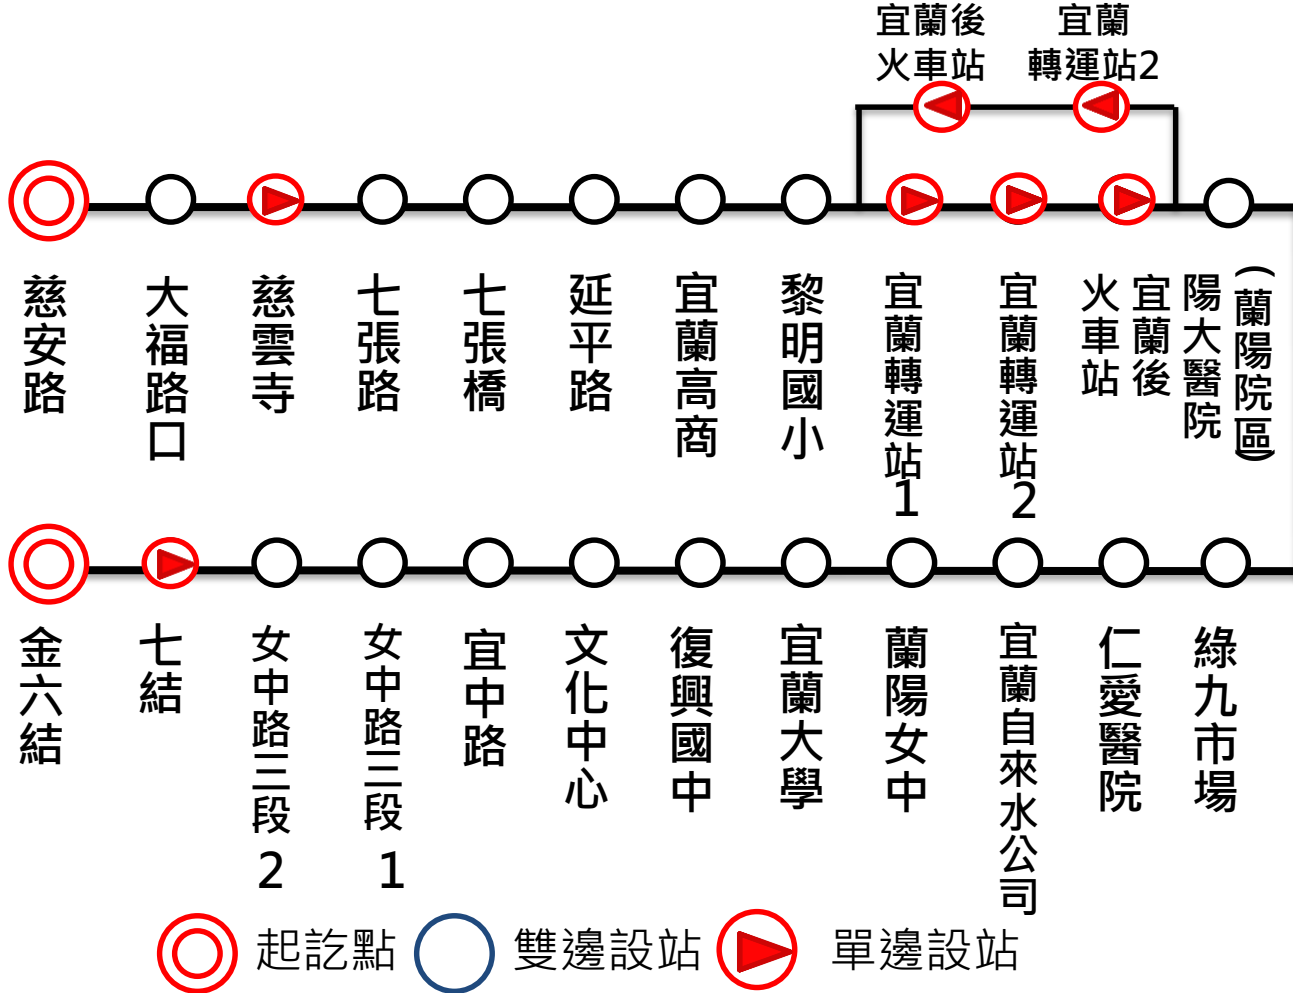 宜蘭後
火車站
宜蘭
轉運站2
慈安路
大福路口
慈雲寺
七張路
七張橋
延平路
宜蘭高商
黎明國小
宜蘭轉運站1
宜蘭轉運站2
宜蘭後
火車站
陽大醫院
(蘭陽院區)
金六結
七結
女中路三段2
女中路三段1
宜中路
文化中心
復興國中
宜蘭大學
蘭陽女中
宜蘭自來水公司
仁愛醫院
綠九市場
起訖點
雙邊設站
單邊設站